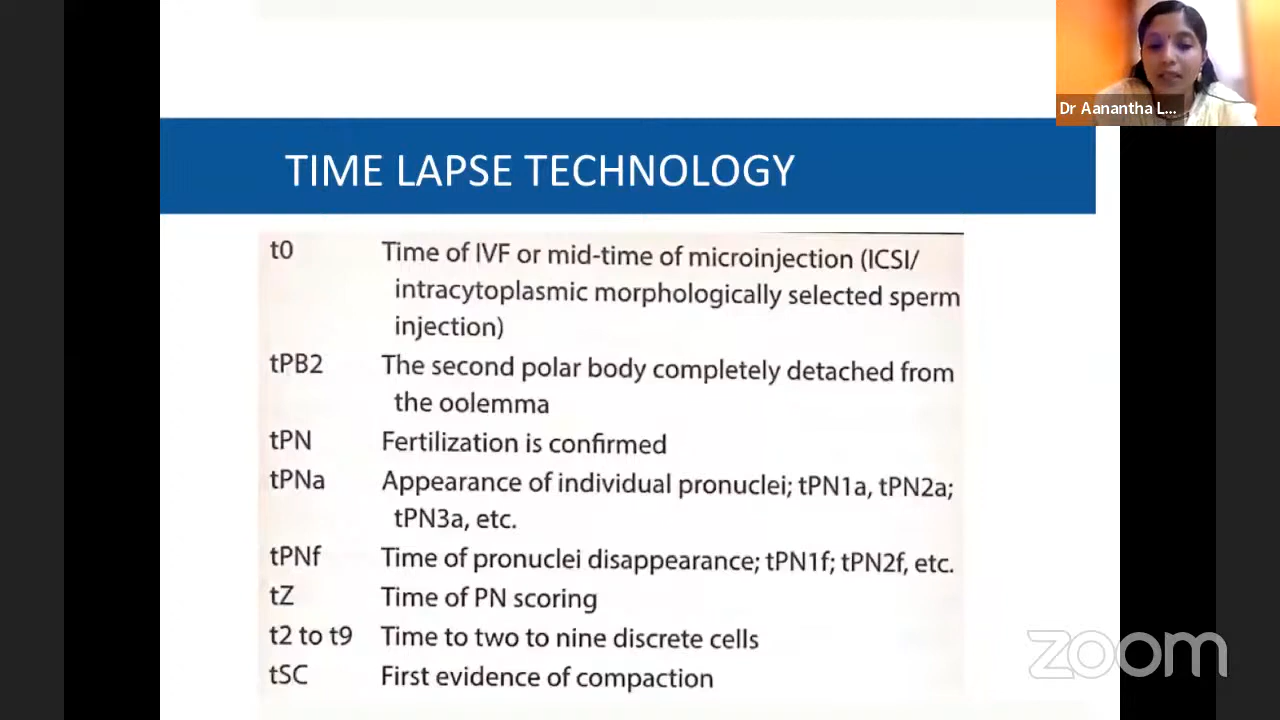 Dr Aanantha L...
TIME LAPSE TECHNOLOGY
t0 Time of IVF or mid-time of microinjection (ICSI/
intracytoplasmic morphologically selected sperm
injection)
tPB2 The second polar body completely detached from
the oolemma
tPN Fertilization is confirmed
tPNa Appearance of individual pronuclei; tPN1a, tPN2a;
tPN3a, etc.
tPNf Time of pronuclei disappearance; tPN1f; tPN2f, etc.
tZ Time of PN scoring
t2 to t9 Time to two to nine discrete cells
tSC First evidence of compaction
zoom